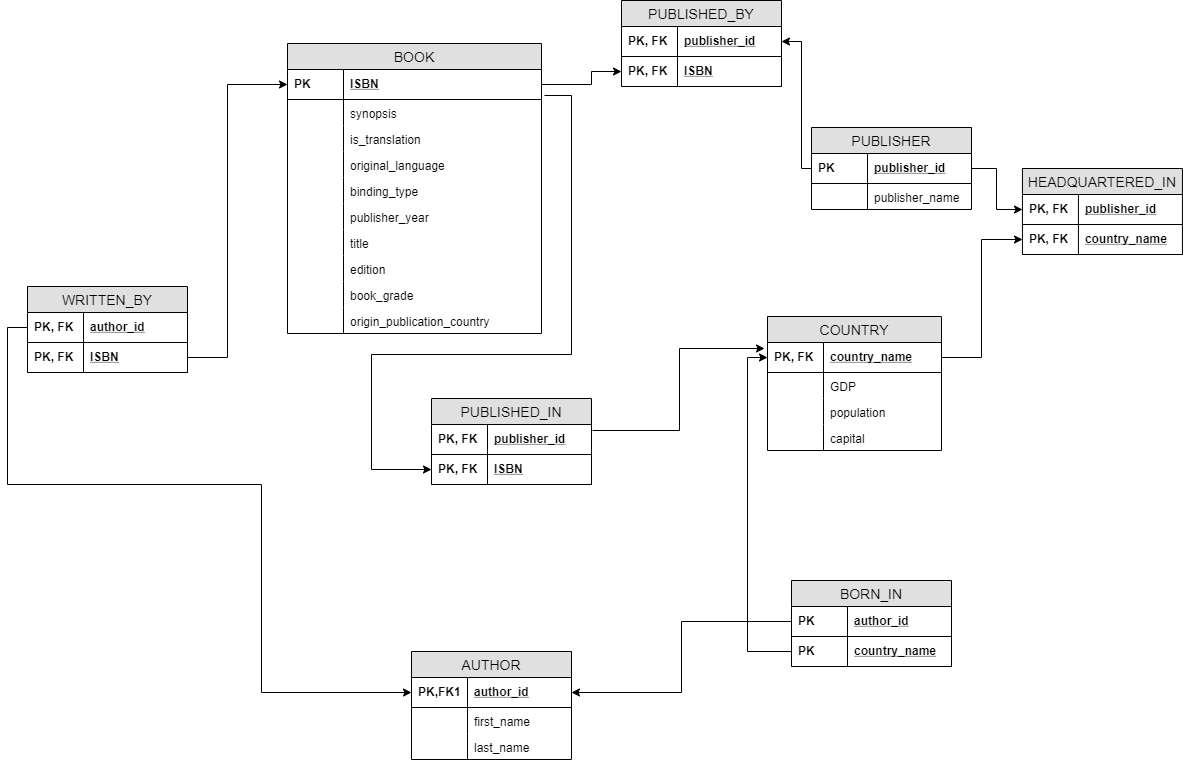 PUBLISHED_BY
PK, FK publisher_id
PK, FK ISBN
BOOK
PK ISBN
synopsis
is_translation
original_language
binding_type
publisher_year
title
edition
book_grade
origin_publication_country
PUBLISHER
PK publisher_id
publisher_name
HEADQUARTERED_IN
PK, FK publisher_id
PK, FK country_name
WRITTEN_BY
PK, FK author_id
PK, FK ISBN
COUNTRY
PK, FK country_name
GDP
population
capital
PUBLISHED_IN
PK, FK publisher_id
PK, FK ISBN
BORN_IN
PK author_id
PK country_name
AUTHOR
PK,FK1 author_id
first_name
last_name